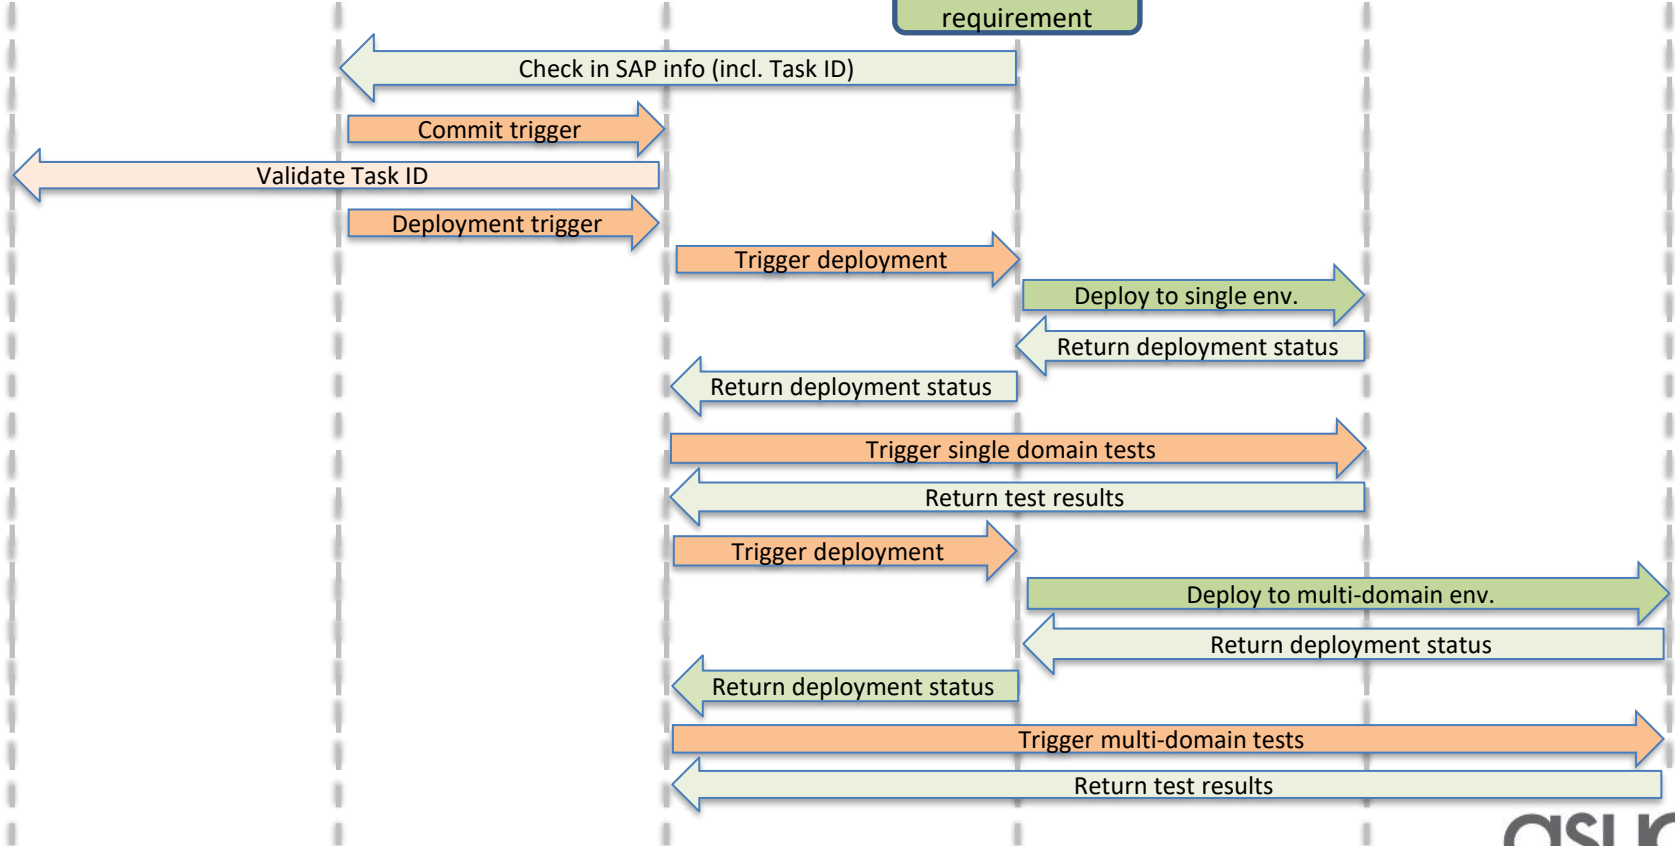 requirement
Check in SAP info (incl. Task ID)
Commit trigger
Validate Task ID
Deployment trigger
Trigger deployment
Deploy to single env.
Return deployment status
Return deployment status
Trigger single domain tests
Return test results
Trigger deployment
Deploy to multi-domain env.
Return deployment status
Return deployment status
Trigger multi-domain tests
Return test results